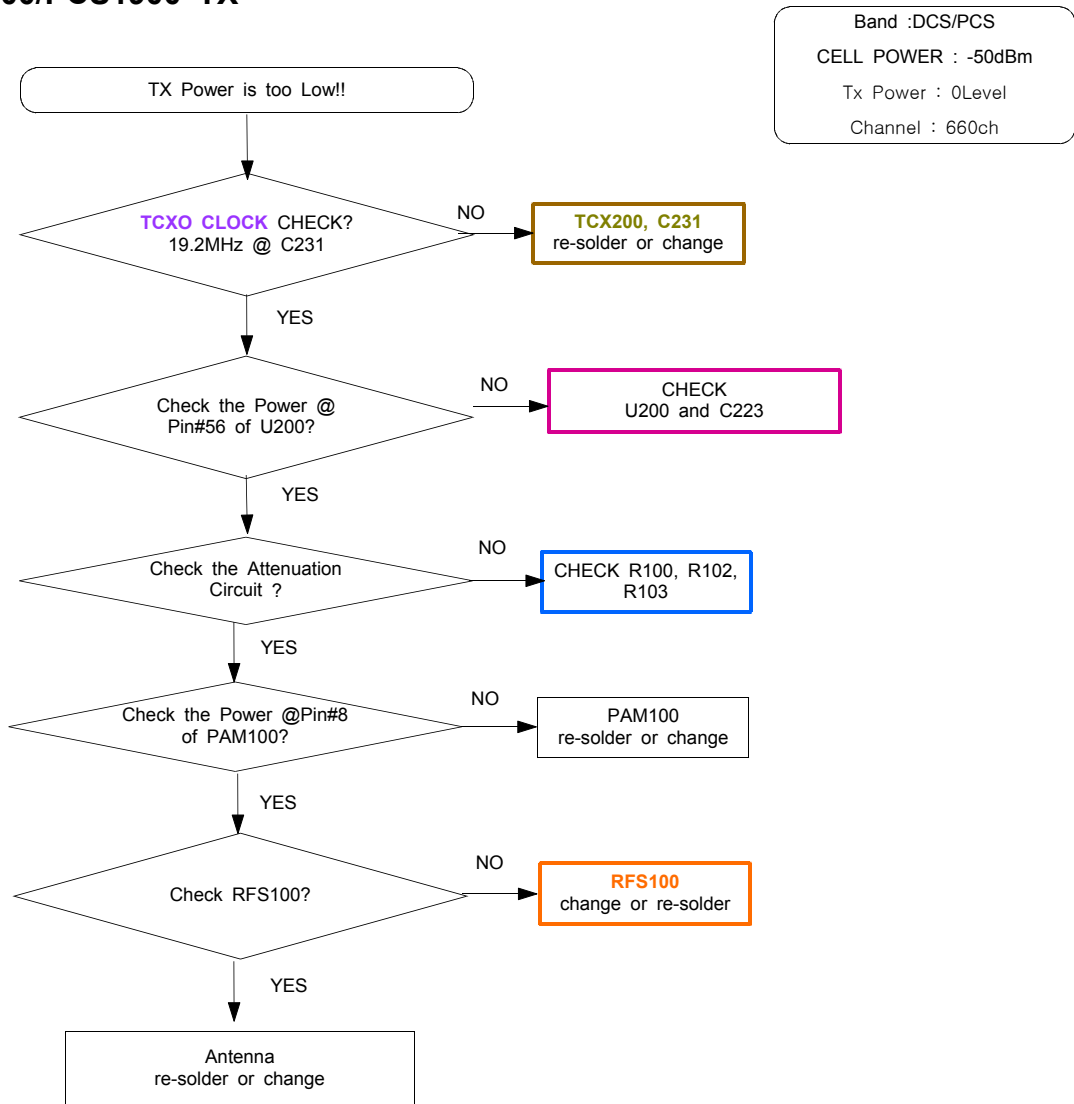 Band :DCS/PCS
CELL POWER : -50dBm
Tx Power : 0Level
Channel : 660ch
TX Power is too Low!!
TCXO CLOCK CHECK?
19.2MHz @ C231
NO
TCX200, C231
re-solder or change
YES
Check the Power @
Pin#56 of U200?
NO
CHECK
U200 and C223
YES
Check the Attenuation
Circuit ?
NO
CHECK R100, R102,
R103
YES
Check the Power @Pin#8
of PAM100?
NO
PAM100
re-solder or change
YES
Check RFS100?
NO
RFS100
change or re-solder
YES
Antenna
re-solder or change